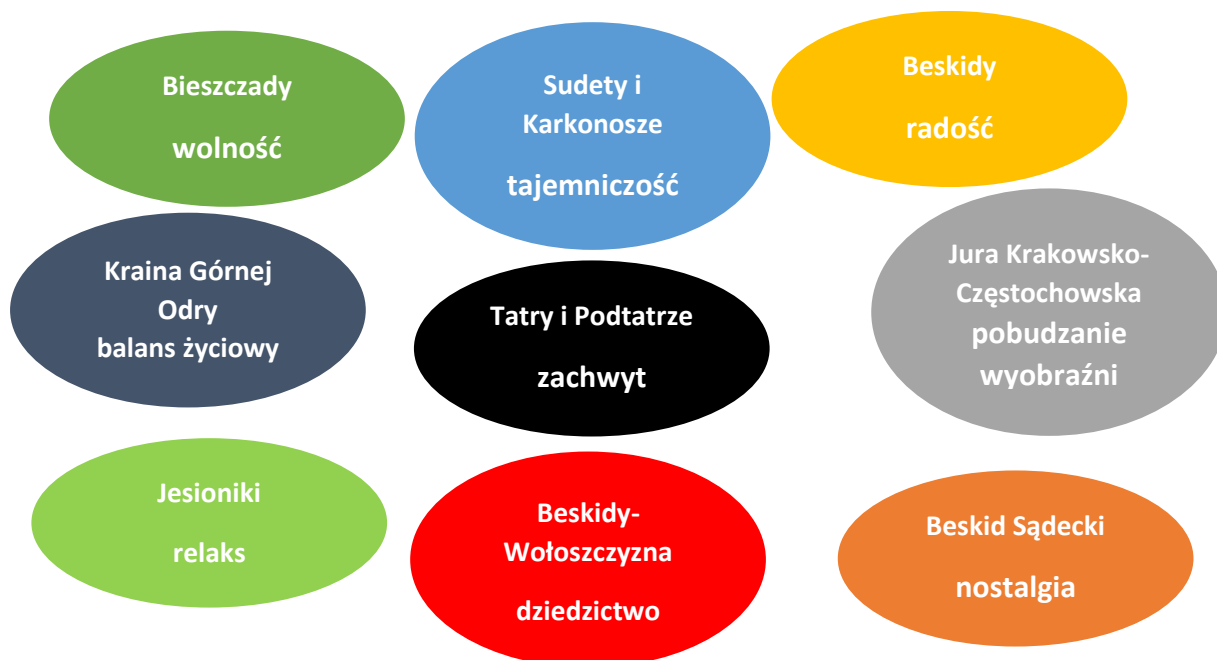 Bieszczady
wolność
Sudety i
Karkonosze
tajemniczość
Beskidy
radość
Kraina Górnej
Odry
balans życiowy
Tatry i Podtatrze
zachwyt
Jura Krakowsko-
Częstochowska
pobudzanie
wyobraźni
Jesioniki
relaks
Beskidy-
Wołoszczyzna
dziedzictwo
Beskid Sądecki
nostalgia